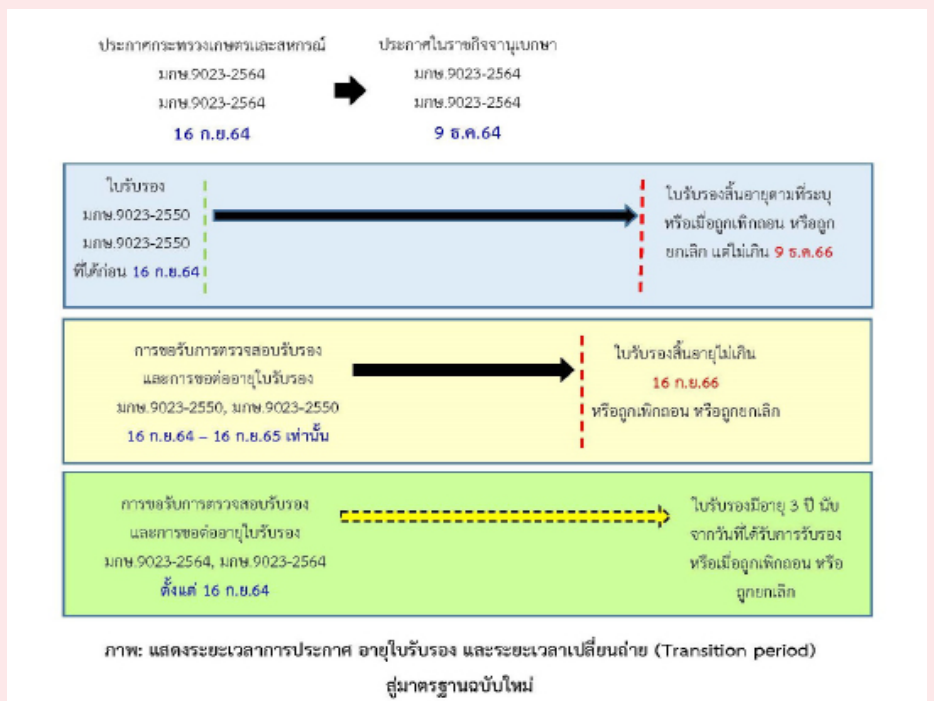 ประกาศกระทรวงเกษตรและสหกรณ์
มกษ.9023-2564
มกษ.9023-2564
16 ก.ย.64
ประกาศในราชกิจจานุเบกษา
มกษ.9023-2564
มกษ.9023-2564
9 ธ.ค.64
ใบรับรอง
มกษ.9023-2550
มกษ.9023-2550
ที่ได้ก่อน 16 ก.ย.64
ใบรับรองสิ้นอายุตามที่ระบุ
หรือเมื่อถูกเพิกถอน หรือถูก
ยกเลิก แต่ไม่เกิน 9 ธ.ค.66
การขอรับการตรวจสอบรับรอง
และการขอต่ออายุใบรับรอง
มกษ.9023-2550, มกษ.9023-2550
16 ก.ย.64 – 16 ก.ย.65 เท่านั้น
ใบรับรองสิ้นอายุไม่เกิน
16 ก.ย.66
หรือถูกเพิกถอน หรือถูกยกเลิก
การขอรับการตรวจสอบรับรอง
และการขอต่ออายุใบรับรอง
มกษ.9023-2564, มกษ.9023-2564
ตั้งแต่ 16 ก.ย.64
ใบรับรองมีอายุ 3 ปี นับ
จากวันที่ได้รับการรับรอง
หรือเมื่อถูกเพิกถอน หรือ
ถูกยกเลิก
ภาพ: แสดงระยะเวลาการประกาศ อายุใบรับรอง และระยะเวลาเปลี่ยนถ่าย (Transition period)
สู่มาตรฐานฉบับใหม่